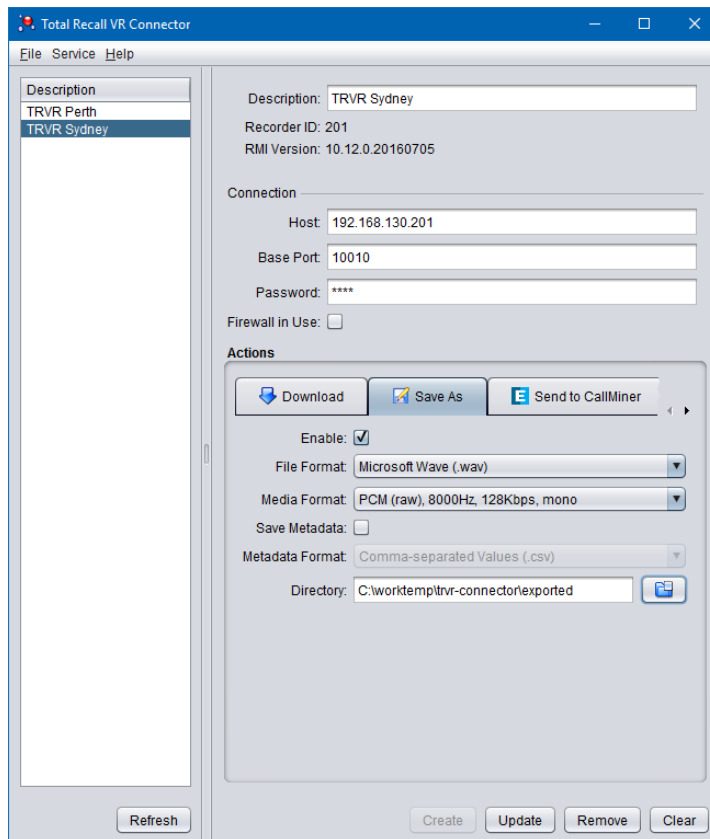 Total Recall VR Connector
File Service Help
Description
TRVR Perth
TRVR Sydney
Refresh
Description: TRVR Sydney
Recorder ID: 201
RMI Version: 10.12.0.20160705
Connection
Host: 192.168.130.201
Base Port: 10010
Password: ****
Firewall in Use:
Actions
Download Save As E Send to CallMiner
Enable:
File Format: Microsoft Wave (.wav)
Media Format: PCM (raw), 8000Hz, 128Kbps, mono
Save Metadata:
Metadata Format: Comma-separated Values (.csv)
Directory: C:\worktemp\trvr-connector\exported
Create Update Remove Clear